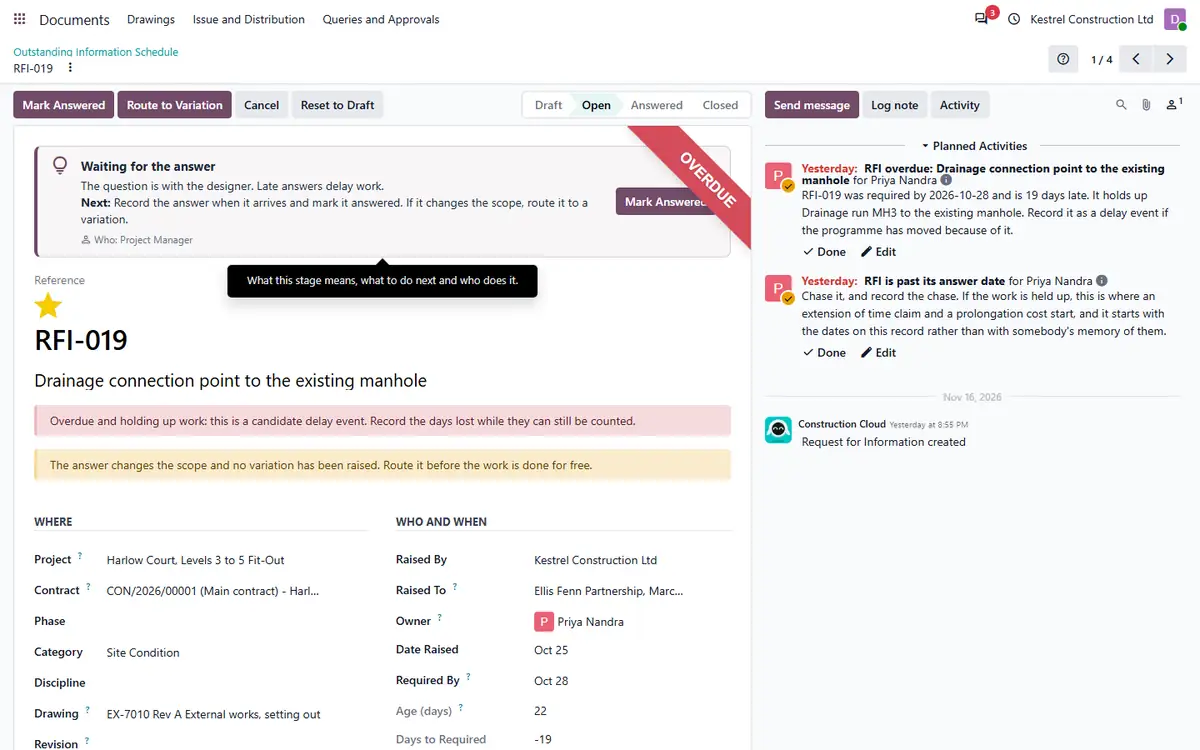 Documents
Drawings
Issue and Distribution
Queries and Approvals
3
Kestrel Construction Ltd
D
Outstanding Information Schedule
RFI-019
1 / 4
Mark Answered
Route to Variation
Cancel
Reset to Draft
Draft
Open
Answered
Closed
Send message
Log note
Activity
1
OVERDUE
Waiting for the answer
The question is with the designer. Late answers delay work.
Next: Record the answer when it arrives and mark it answered. If it changes the scope, route it to a
variation.
Who: Project Manager
Mark Answered
What this stage means, what to do next and who does it.
Reference
RFI-019
Drainage connection point to the existing manhole
Overdue and holding up work: this is a candidate delay event. Record the days lost while they can still be counted.
The answer changes the scope and no variation has been raised. Route it before the work is done for free.
WHERE
Project ?
Harlow Court, Levels 3 to 5 Fit-Out
Contract ?
CON/2026/00001 (Main contract) - Harl...
Phase
Category
Site Condition
Discipline
Drawing ?
EX-7010 Rev A External works, setting out
Revision ?
WHO AND WHEN
Raised By
Kestrel Construction Ltd
Raised To ?
Ellis Fenn Partnership, Marc...
Owner ?
P
Priya Nandra
Date Raised
Oct 25
Required By ?
Oct 28
Age (days) ?
22
Days to Required
-19
Planned Activities
P
Yesterday: RFI overdue: Drainage connection point to the existing
manhole for Priya Nandra
RFI-019 was required by 2026-10-28 and is 19 days late. It holds up
Drainage run MH3 to the existing manhole. Record it as a delay event if
the programme has moved because of it.
Done
Edit
P
Yesterday: RFI is past its answer date for Priya Nandra
Chase it, and record the chase. If the work is held up, this is where an
extension of time claim and a prolongation cost start, and it starts with
the dates on this record rather than with somebody's memory of them.
Done
Edit
Nov 16, 2026
Construction Cloud Yesterday at 8:55 PM
Request for Information created